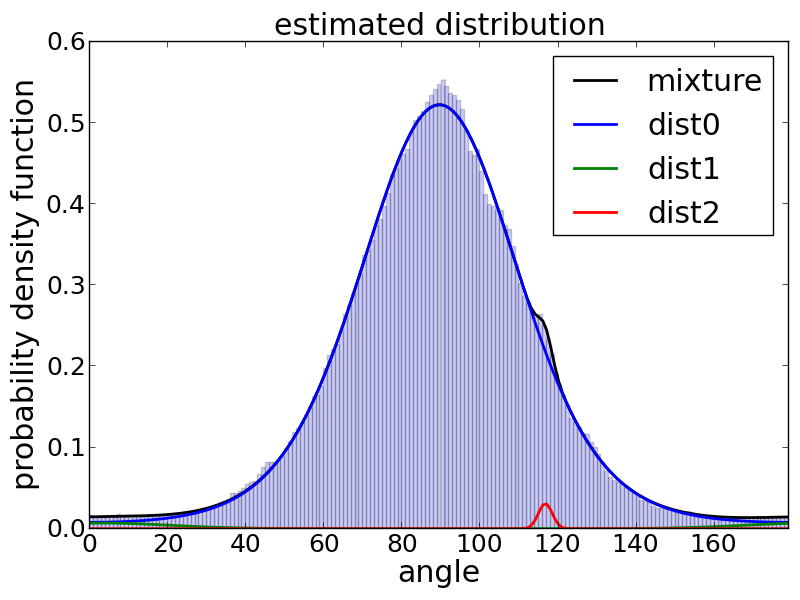 estimated distribution
probability density function
0.6
0.5
0.4
0.3
0.2
0.1
0.0
mixture
dist0
dist1
dist2
0 20 40 60 80 100 120 140 160
angle